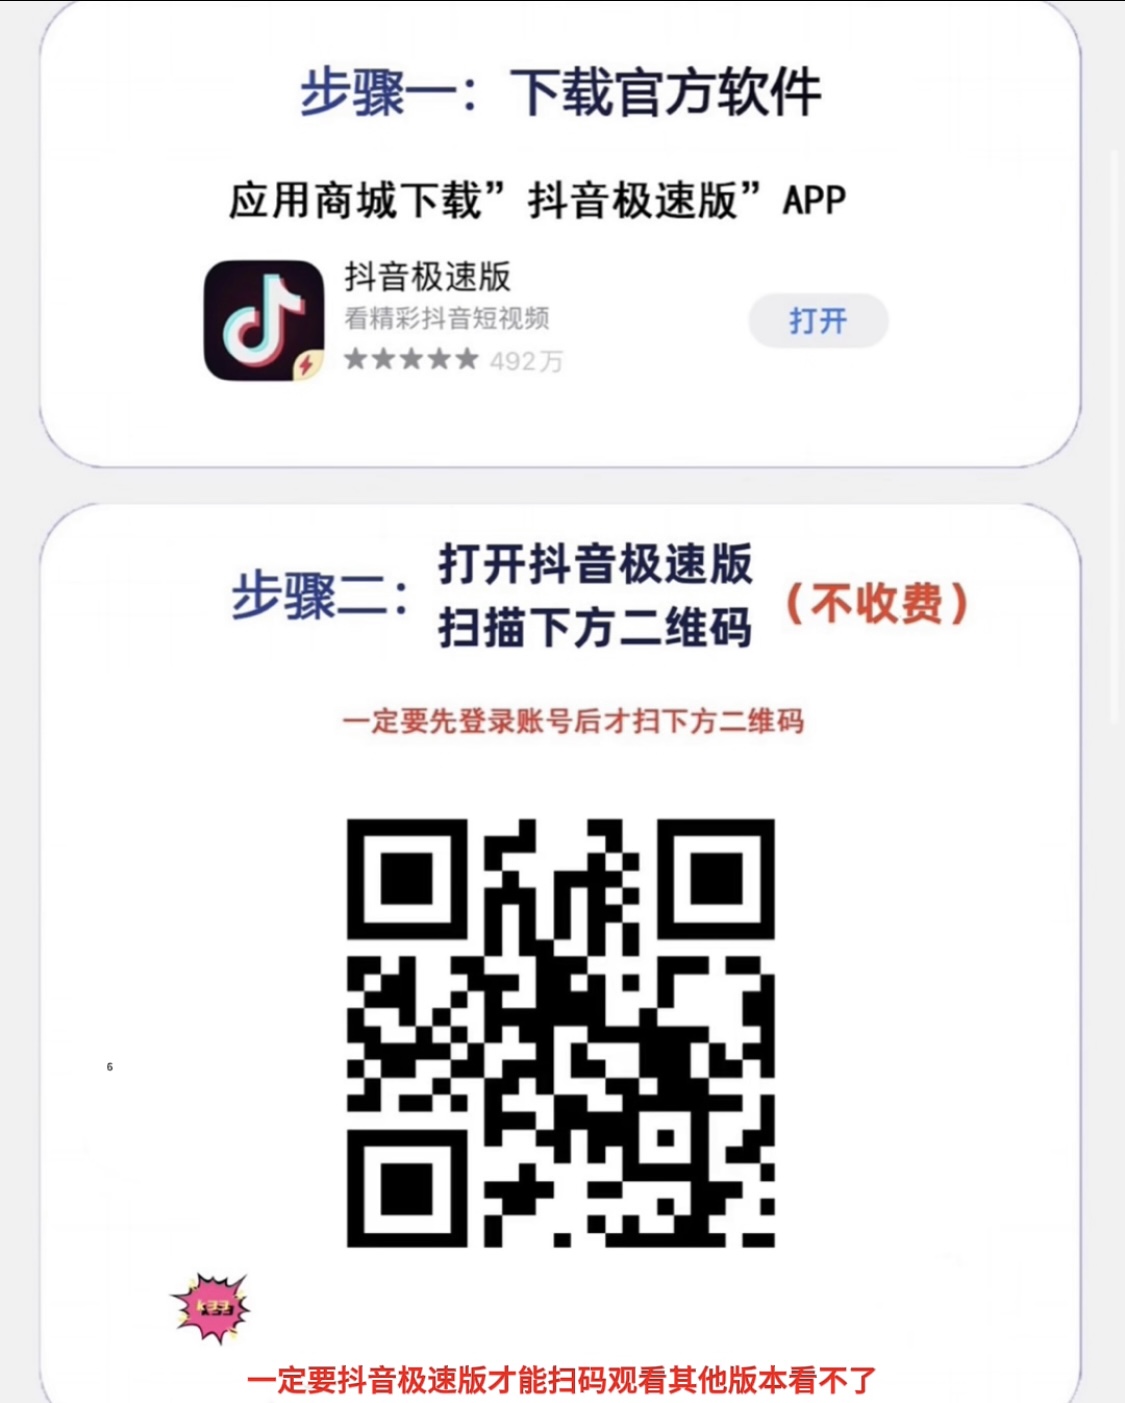 步骤一：下载官方软件
应用商城下载”抖音极速版”APP
抖音极速版
看精彩抖音短视频
492万
打开
步骤二：
打开抖音极速版
扫描下方二维码
（不收费）
一定要先登录账号后才扫下方二维码
6
k33
一定要抖音极速版才能扫码观看其他版本看不了